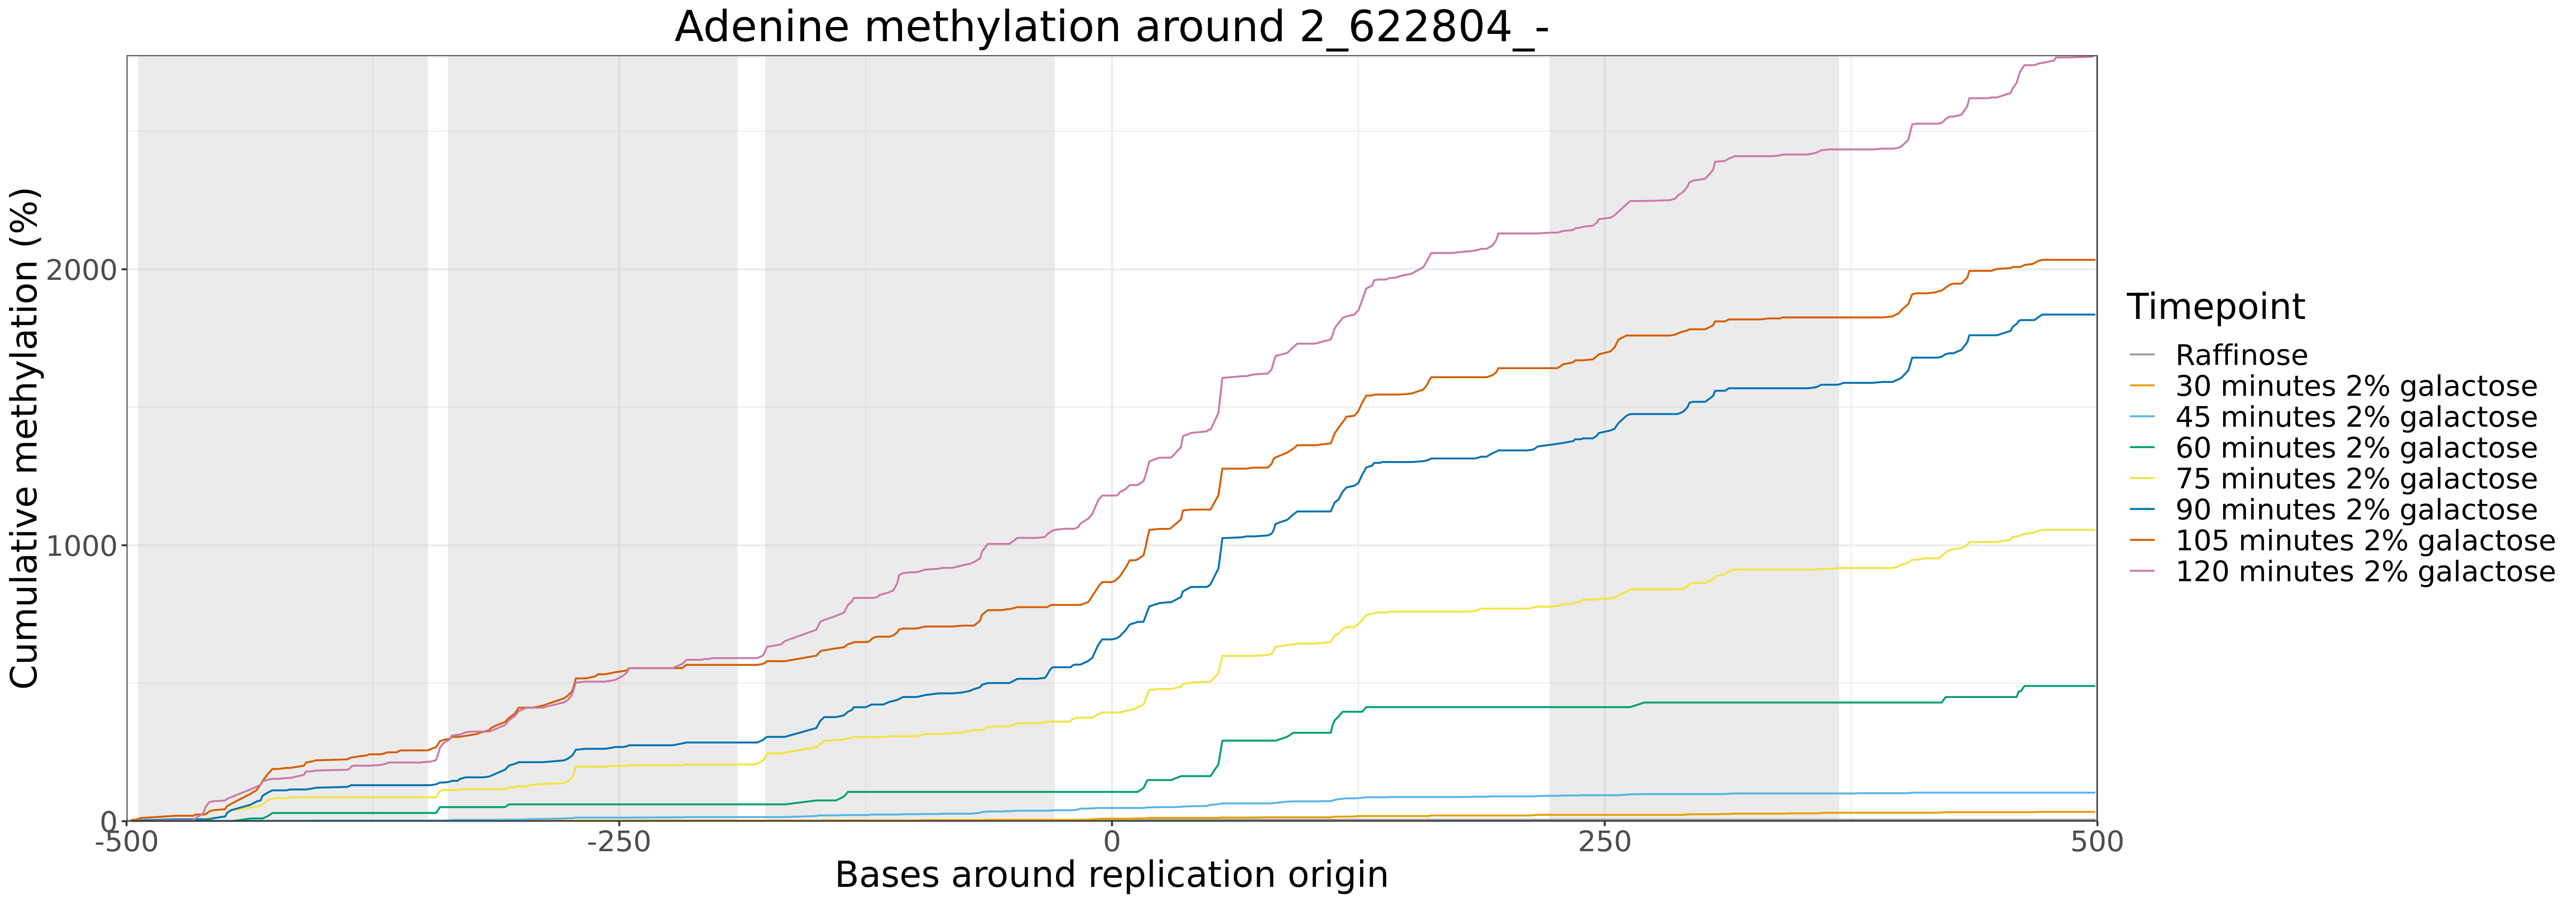 Adenine methylation around 2_622804_-
Cumulative methylation (%)
2000
1000
0
-500
-250
0
250
500
Bases around replication origin
Timepoint
Raffinose
30 minutes 2% galactose
45 minutes 2% galactose
60 minutes 2% galactose
75 minutes 2% galactose
90 minutes 2% galactose
105 minutes 2% galactose
120 minutes 2% galactose